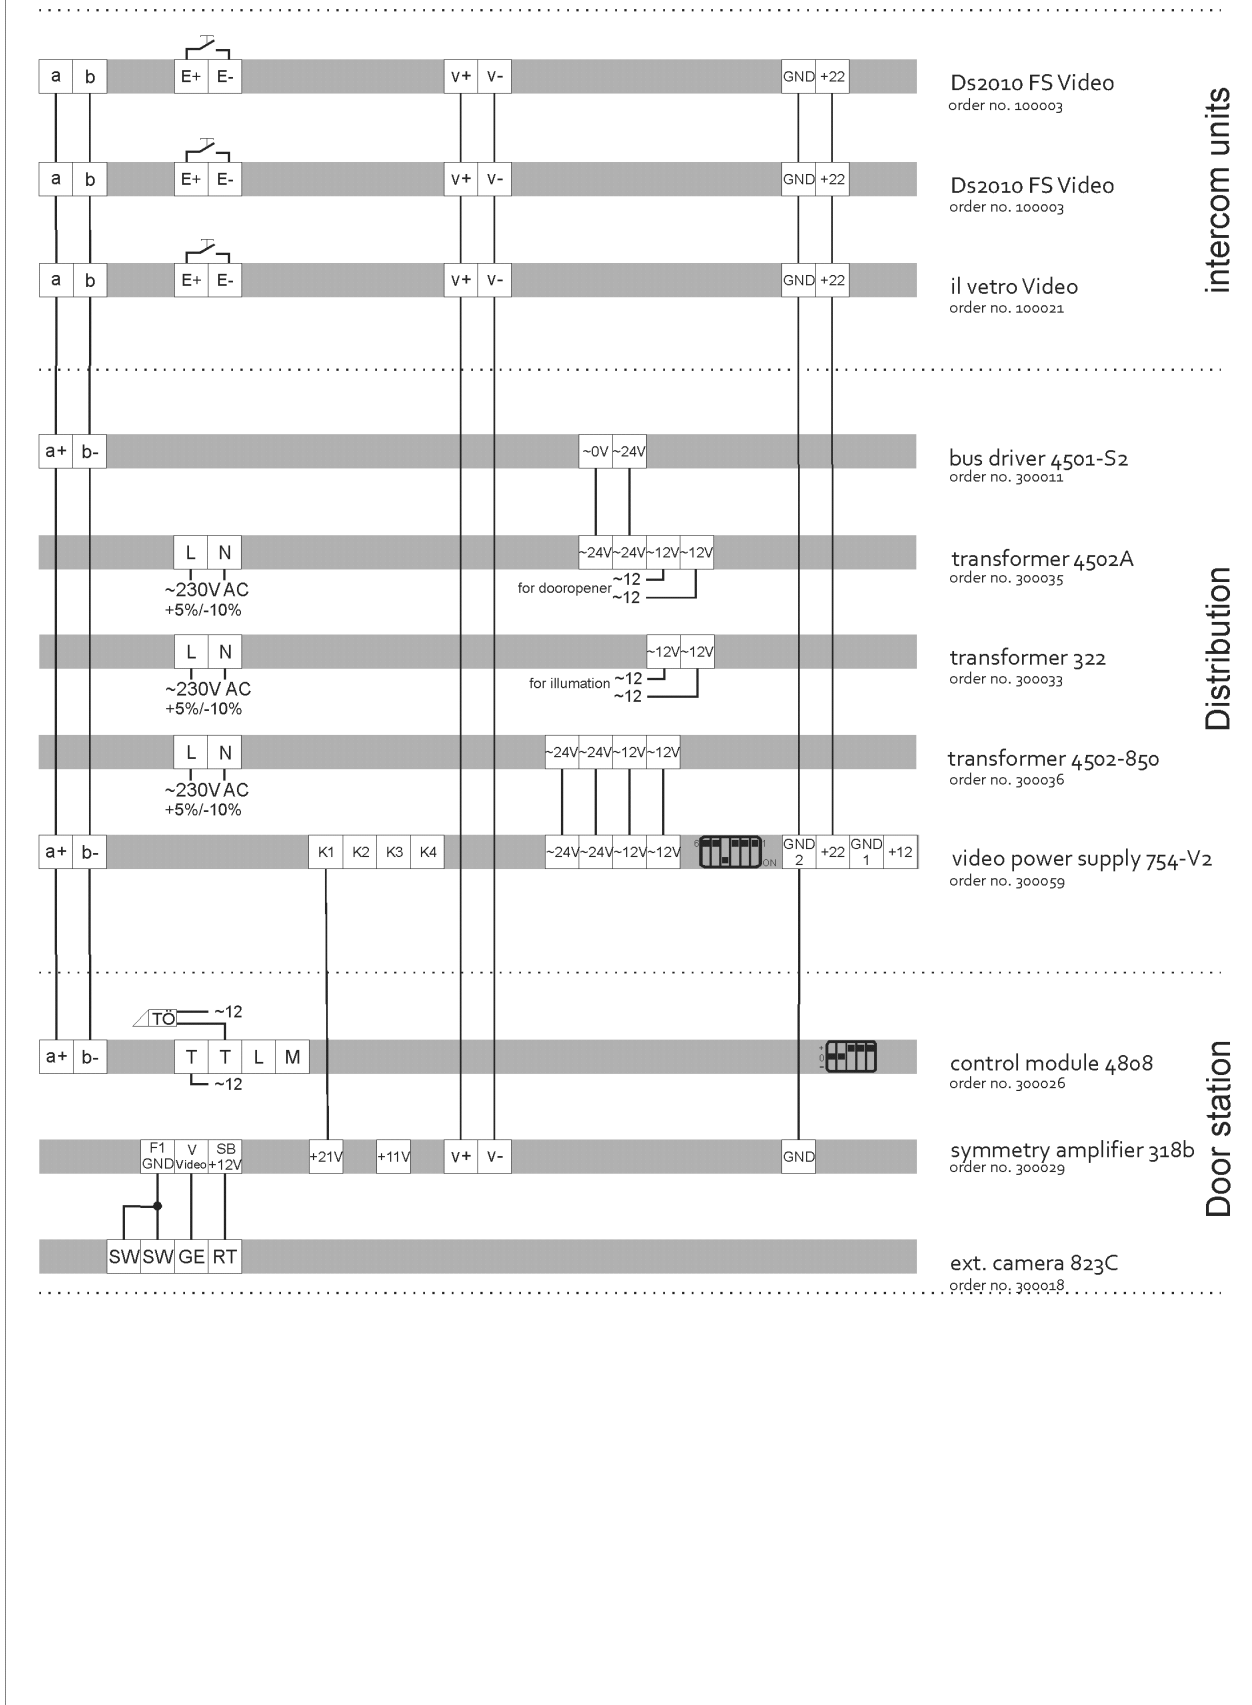 a b E+ E- v+ v- GND +22 Ds2010 FS Video
order no. 100003
a b E+ E- v+ v- GND +22 Ds2010 FS Video
order no. 100003
a b E+ E- v+ v- GND +22 il vetro Video
order no. 100021
intercom units
a+ b- ~0V ~24V bus driver 4501-S2
order no. 300011
L N ~24V ~24V ~12V ~12V transformer 4502A
order no. 300035
~230V AC
+5%/-10%
for dooropener
~12
~12
L N ~12V ~12V transformer 322
order no. 300033
~230V AC
+5%/-10%
for illumation
~12
~12
L N ~24V ~24V ~12V ~12V transformer 4502-850
order no. 300036
~230V AC
+5%/-10%
a+ b- K1 K2 K3 K4 ~24V ~24V ~12V ~12V 6 1 ON GND 2 +22 GND 1 +12 video power supply 754-V2
order no. 300059
Distribution
TÖ ~12
a+ b- T T L M + 0 - control module 4808
order no. 300026
~12
F1 GND V Video SB +12V +21V +11V v+ v- GND symmetry amplifier 318b
order no. 300029
SW SW GE RT ext. camera 823C
order no. 300018
Door station